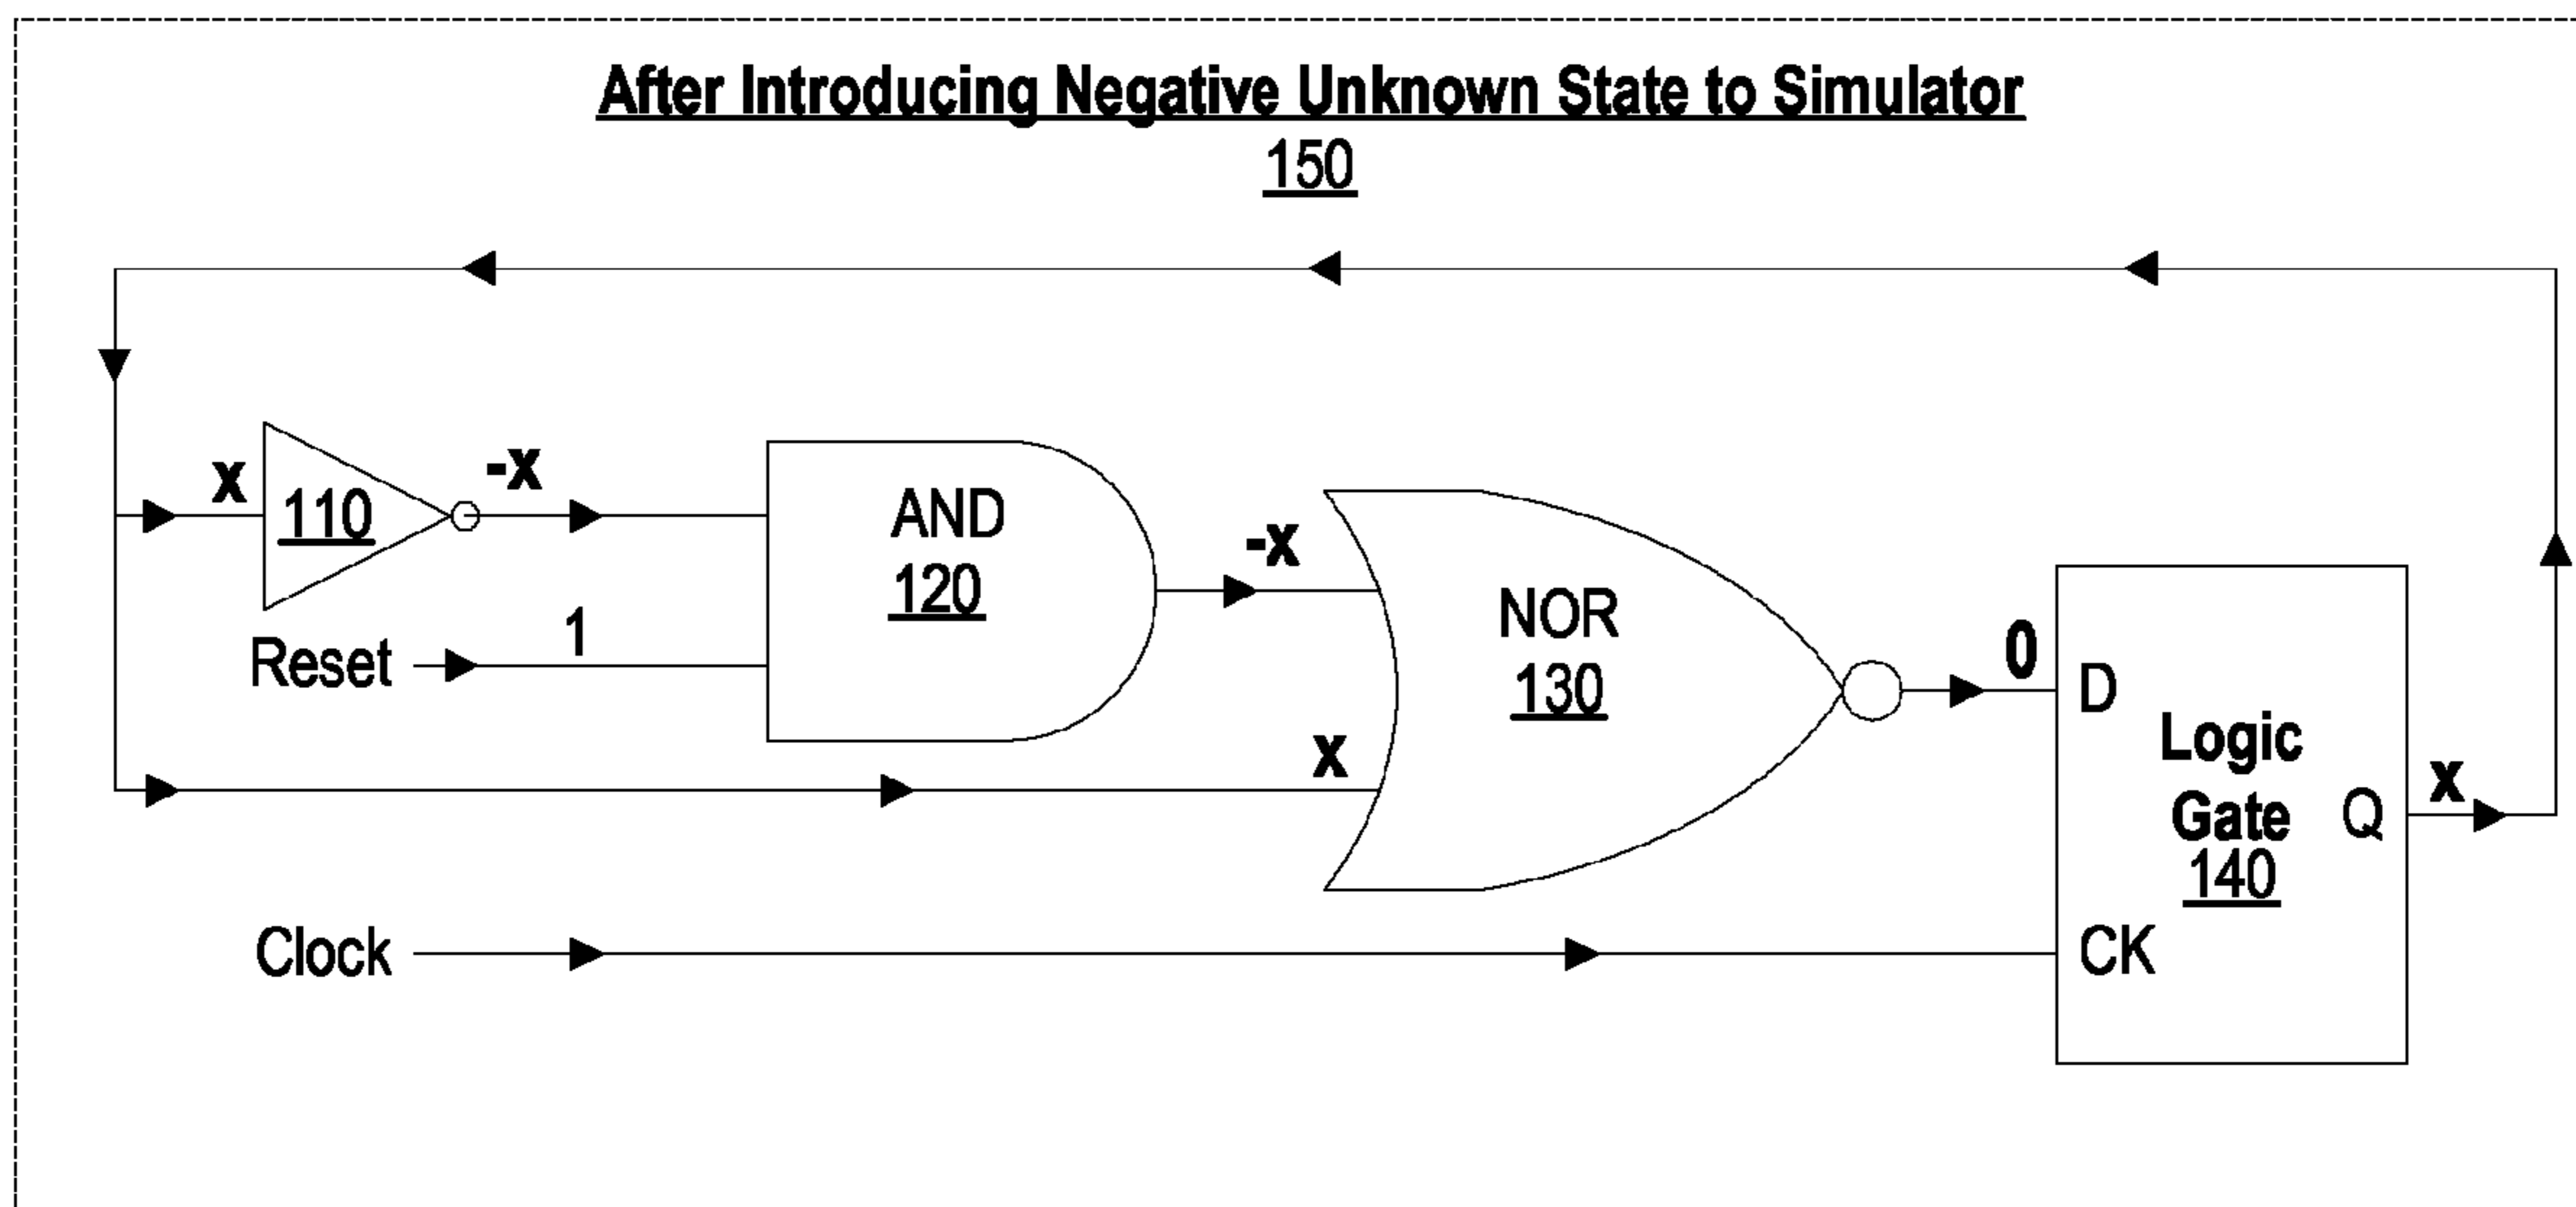 After Introducing Negative Unknown State to Simulator
150
x
110
-x
AND
120
Reset
1
-x
x
NOR
130
0
D
Logic
Gate
140
Q
x
Clock
CK